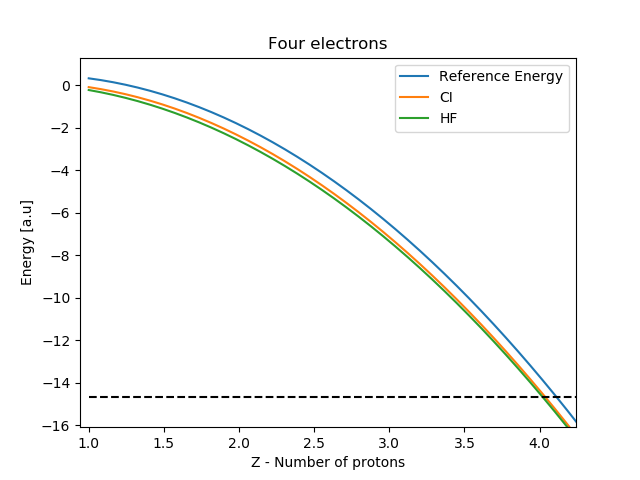 Four electrons
Reference Energy
CI
HF
Energy [a.u]
0
−2
−4
−6
−8
−10
−12
−14
−16
1.0 1.5 2.0 2.5 3.0 3.5 4.0
Z - Number of protons